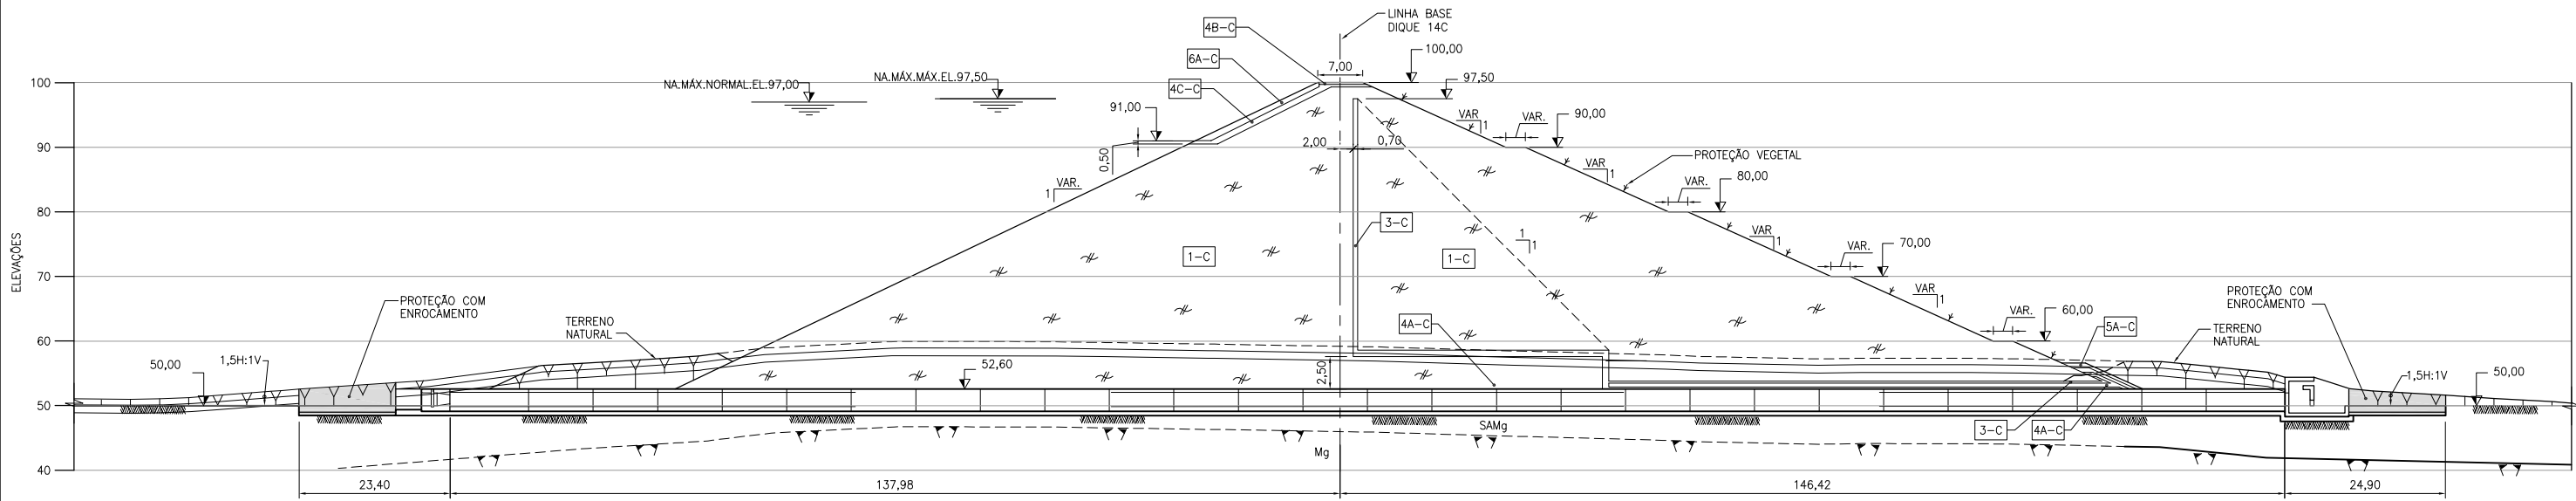 LINHA BASE
DIQUE 14C
4B-C
6A-C
4C-C
7,00
100,00
97,50
NA.MÁX.NORMAL.EL.97,00
NA.MÁX.MÁX.EL.97,50
91,00
0,50
2,00
0,70
VAR
1
VAR.
90,00
PROTEÇÃO VEGETAL
VAR
1
VAR.
80,00
1
VAR.
3-C
1-C
1-C
1
1
VAR
1
VAR.
70,00
VAR
1
VAR.
60,00
ELEVAÇÕES
100
90
80
70
60
50
40
PROTEÇÃO COM
ENROCAMENTO
TERRENO
NATURAL
4A-C
5A-C
PROTEÇÃO COM
ENROCAMENTO
TERRENO
NATURAL
50,00
1,5H:1V
52,60
2,50
1,5H:1V
50,00
SAMg
Mg
3-C
4A-C
23,40
137,98
146,42
24,90